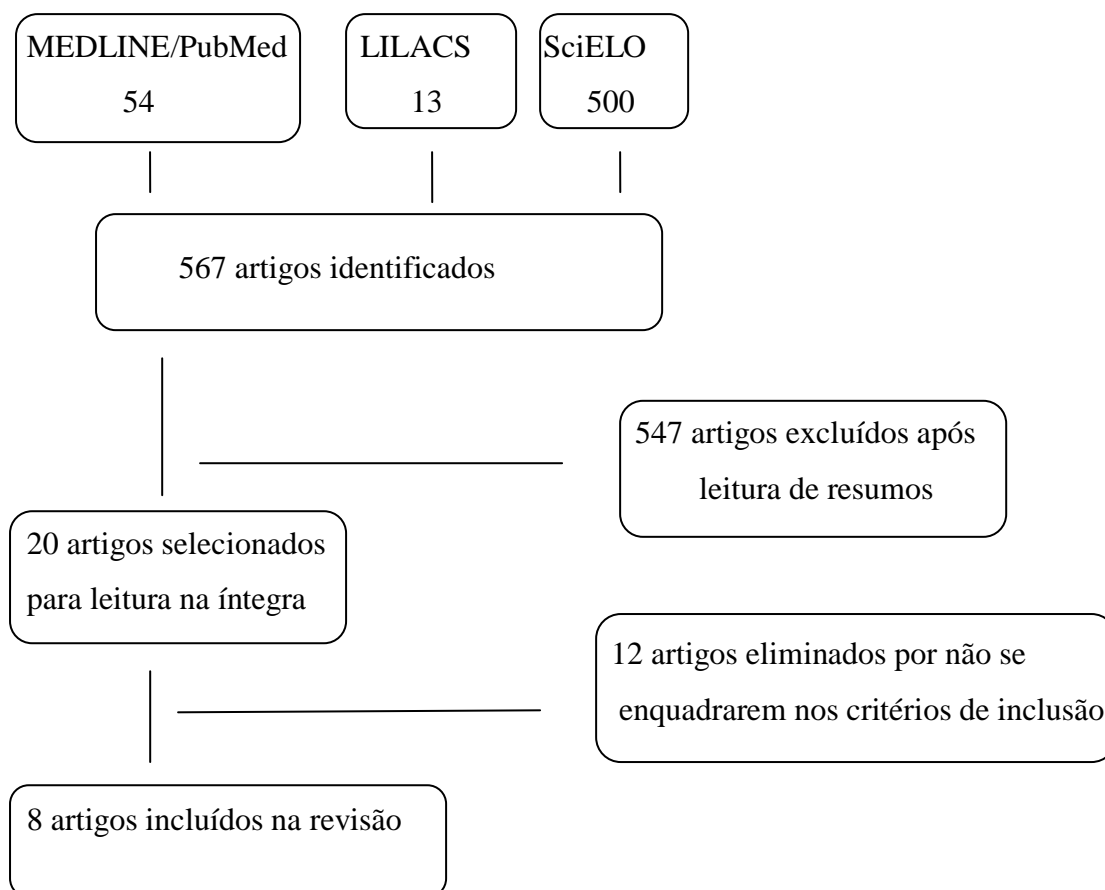 MEDLINE/PubMed
54
LILACS
13
SciELO
500
567 artigos identificados
547 artigos excluídos após
leitura de resumos
20 artigos selecionados
para leitura na íntegra
12 artigos eliminados por não se
enquadrarem nos critérios de inclusão
8 artigos incluídos na revisão